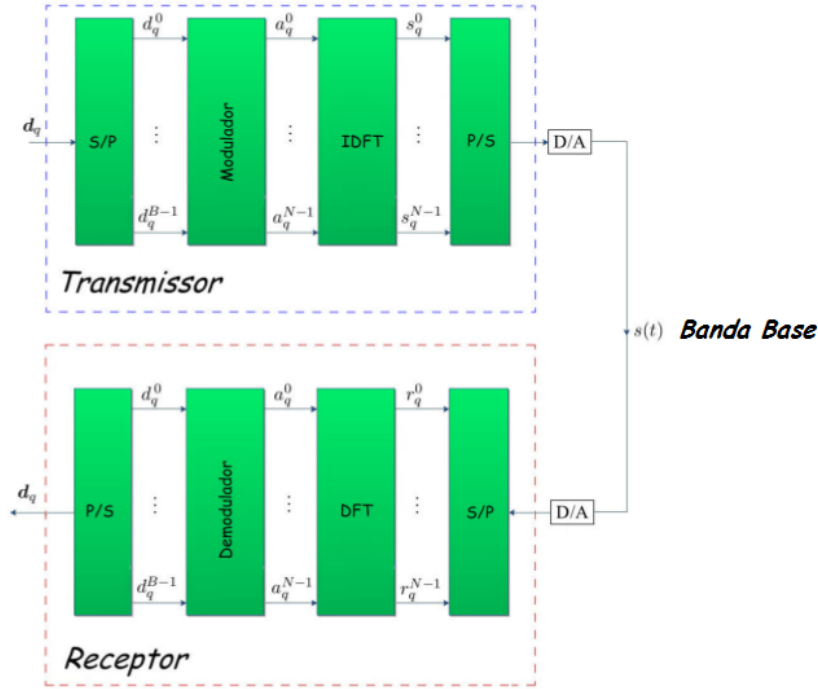 d_q^0 a_q^0 s_q^0
d_q S/P ⋮ Modulador ⋮ IDFT ⋮ P/S D/A
d_q^{B-1} a_q^{N-1} s_q^{N-1}
Transmissor
s(t) Banda Base
d_q^0 a_q^0 r_q^0
d_q P/S ⋮ Demodulador ⋮ DFT ⋮ S/P D/A
d_q^{B-1} a_q^{N-1} r_q^{N-1}
Receptor